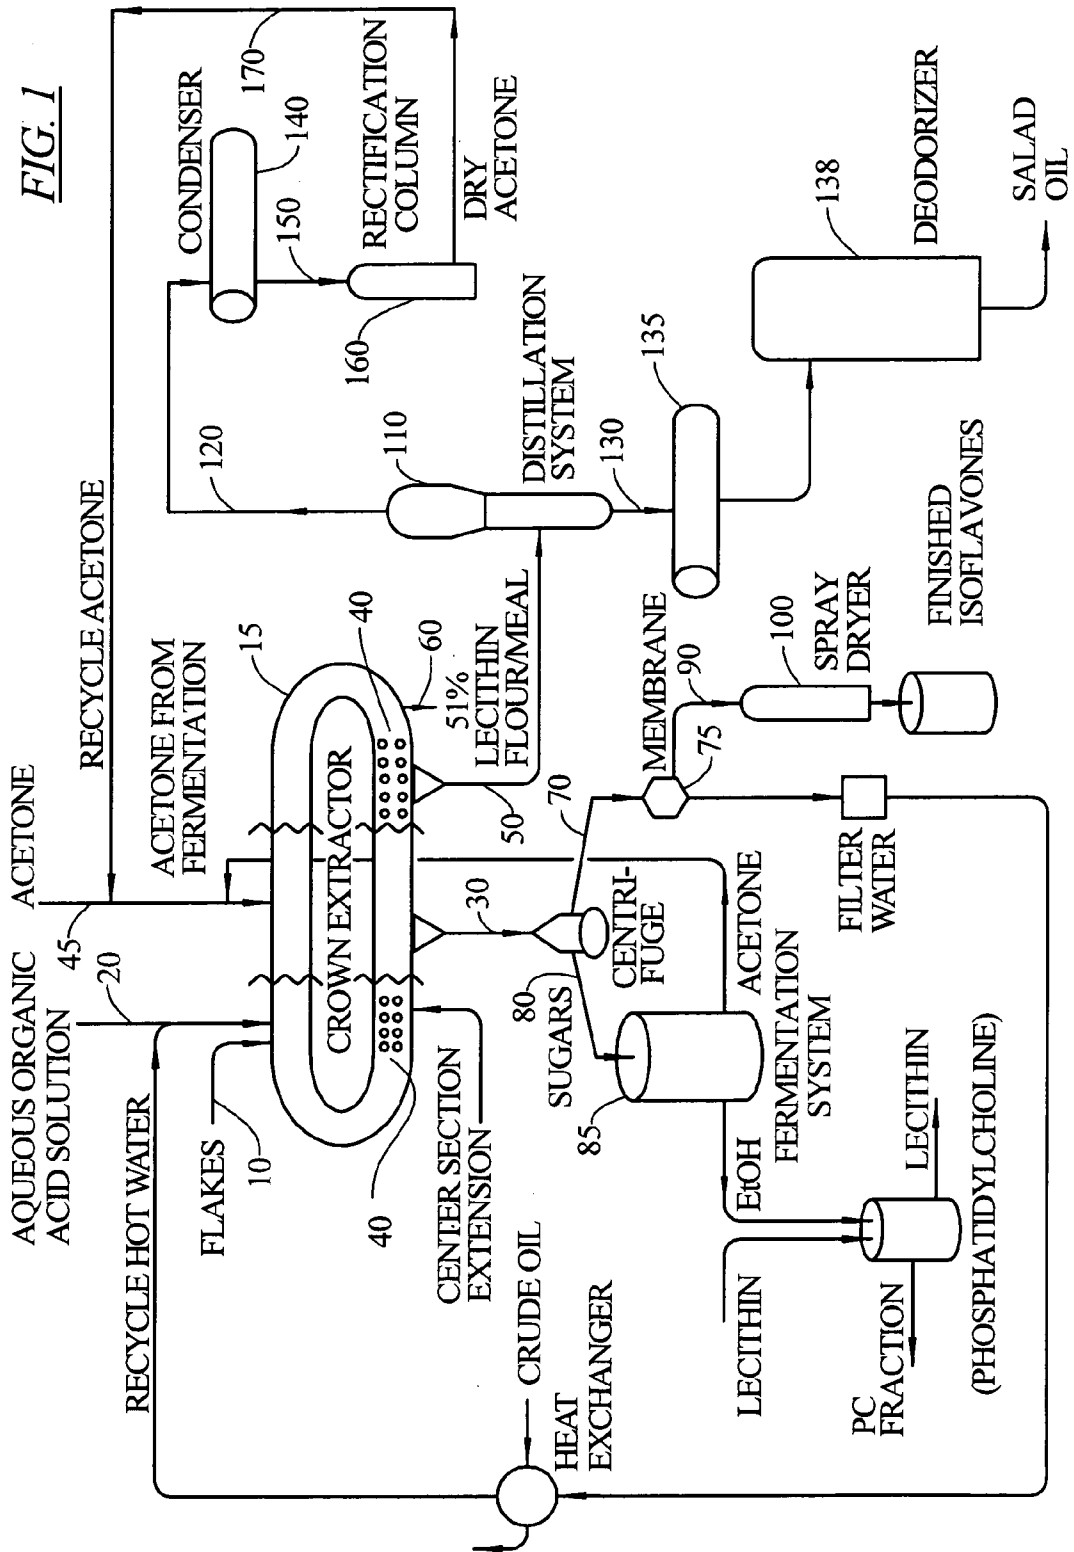 FIG. 1
AQUEOUS ORGANIC
ACID SOLUTION
20
45
ACETONE
RECYCLE HOT WATER
FLAKES
10
RECYCLE ACETONE
ACETONE FROM
FERMENTATION
15
CROWN EXTRACTOR
40
40
60
51%
LECITHIN
FLOUR/MEAL
50
CENTER SECTION
EXTENSION
30
CENTRI-
FUGE
80
SUGARS
70
85
ACETONE
FERMENTATION
SYSTEM
EtOH
LECITHIN
LECITHIN
PC
FRACTION
(PHOSPHATIDYLCHOLINE)
CRUDE OIL
HEAT
EXCHANGER
MEMBRANE
75
90
FILTER
WATER
100
SPRAY
DRYER
FINISHED
ISOFLAVONES
120
110
DISTILLATION
SYSTEM
130
135
138
DEODORIZER
SALAD
OIL
CONDENSER
140
150
160
RECTIFICATION
COLUMN
170
DRY
ACETONE